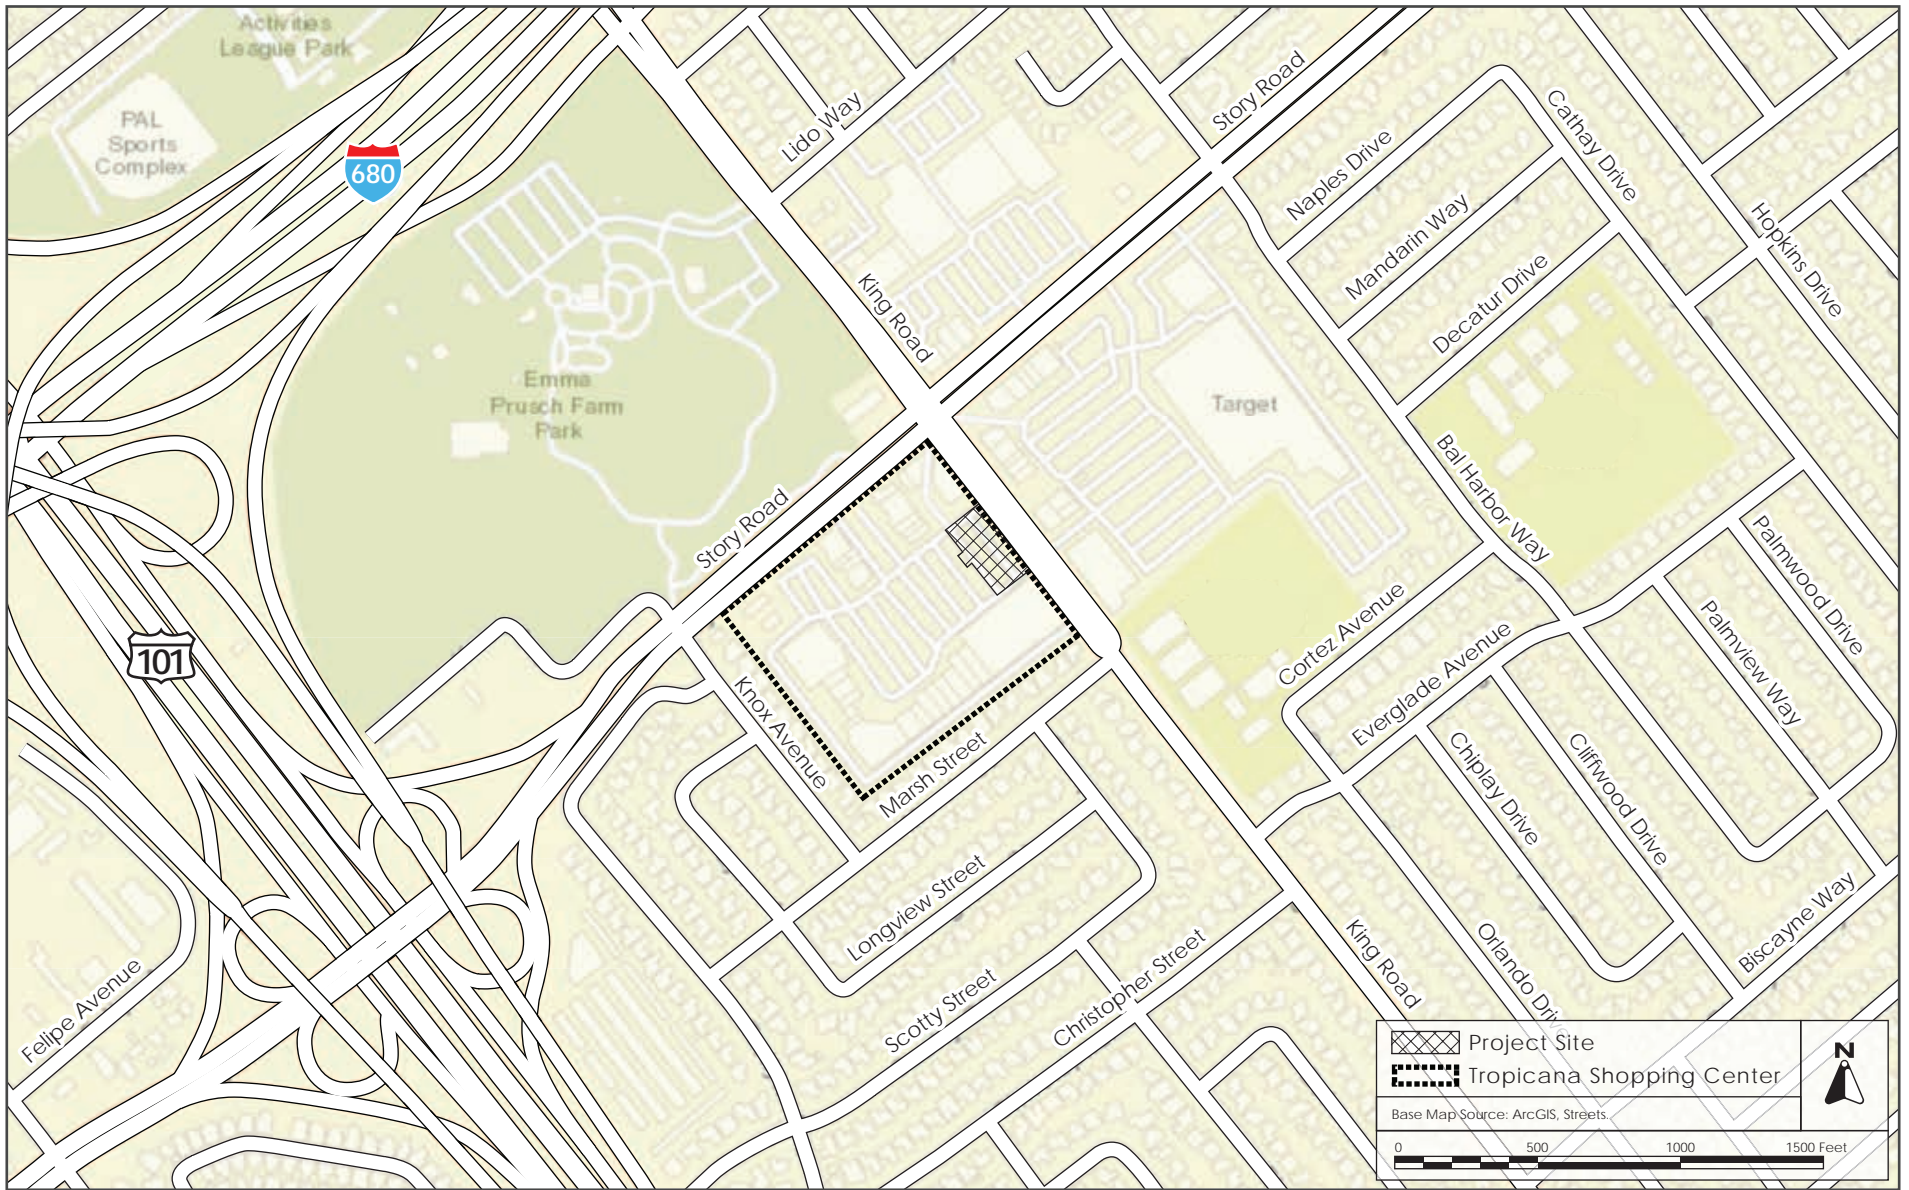 Activities
League Park
PAL
Sports
Complex
680
Lido Way
Story Road
Cathay Drive
Naples Drive
Mandarin Way
Hopkins Drive
Decatur Drive
King Road
Emma
Prusch Farm
Park
Target
Bal Harbor Way
Story Road
Palmwood Drive
Cortez Avenue
Palmview Way
Everglade Avenue
101
Knox Avenue
Marsh Street
Chiplay Drive
Cliffwood Drive
Longview Street
Biscayne Way
King Road
Orlando Drive
Felipe Avenue
Scotty Street
Christopher Street
Project Site
Tropicana Shopping Center
N
Base Map Source: ArcGIS, Streets.
0 500 1000 1500 Feet